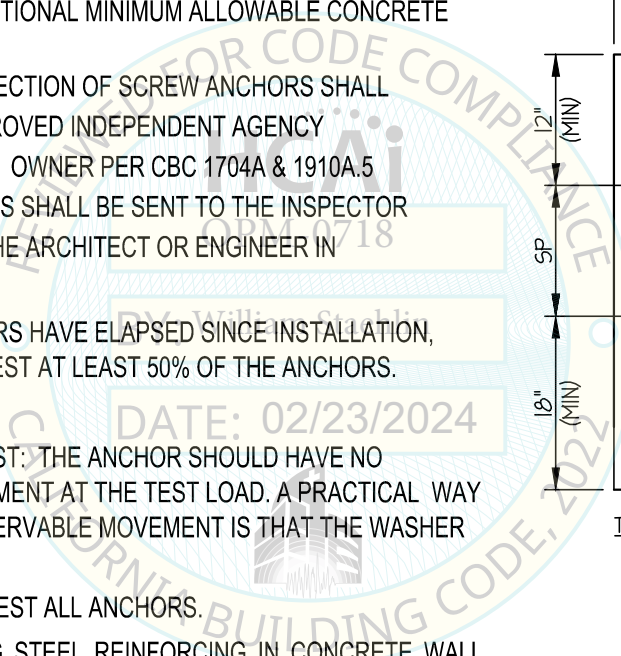 TIONAL MINIMUM ALLOWABLE CONCRETE
ECTION OF SCREW ANCHORS SHALL
ROVED INDEPENDENT AGENCY
OWNER PER CBC 1704A & 1910A.5
S SHALL BE SENT TO THE INSPECTOR
HE ARCHITECT OR ENGINEER IN
RS HAVE ELAPSED SINCE INSTALLATION,
EST AT LEAST 50% OF THE ANCHORS.
ST: THE ANCHOR SHOULD HAVE NO
MENT AT THE TEST LOAD. A PRACTICAL WAY
ERVABLE MOVEMENT IS THAT THE WASHER
EST ALL ANCHORS.
G STEEL REINFORCING IN CONCRETE WALL
12"
(MIN)
SP
18"
(MIN)
T
REVIEWED FOR CODE COMPLIANCE
HCAi
OPM-0718
BY: William Staehlin
DATE: 02/23/2024
CALIFORNIA BUILDING CODE, 2022